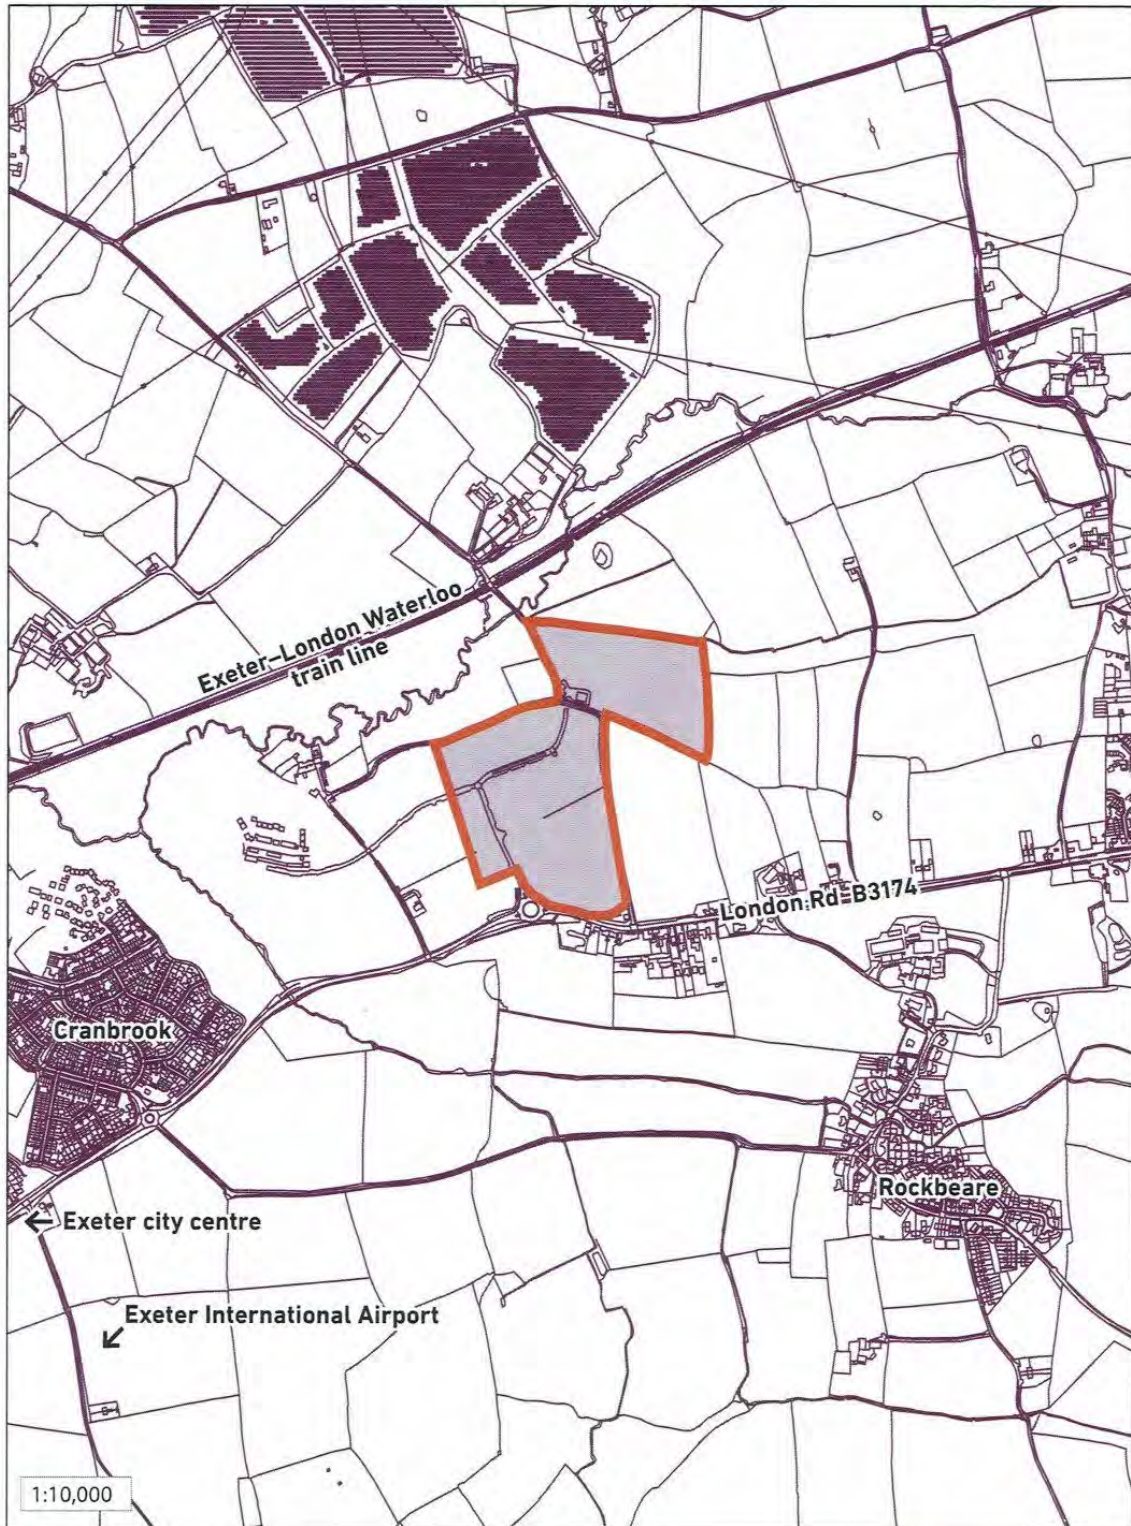 Exeter–London Waterloo
train line
London Rd B3174
Cranbrook
Rockbeare
← Exeter city centre
Exeter International Airport
↙
1:10,000